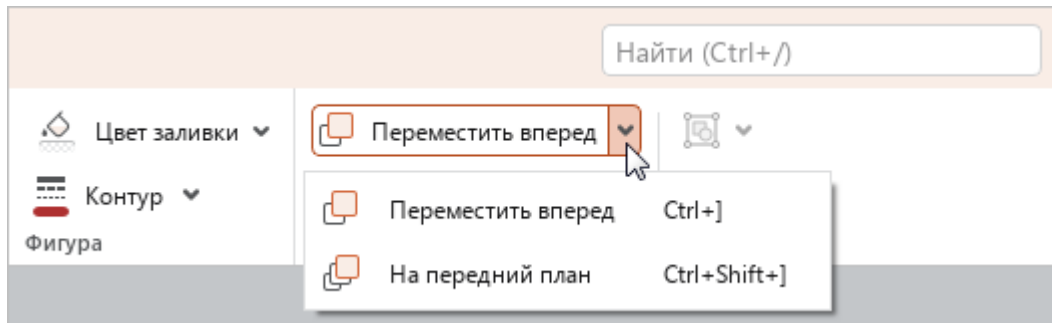 Найти (Ctrl+/)
Цвет заливки
Переместить вперед
Контур
Фигура
Переместить вперед Ctrl+]
На передний план Ctrl+Shift+]